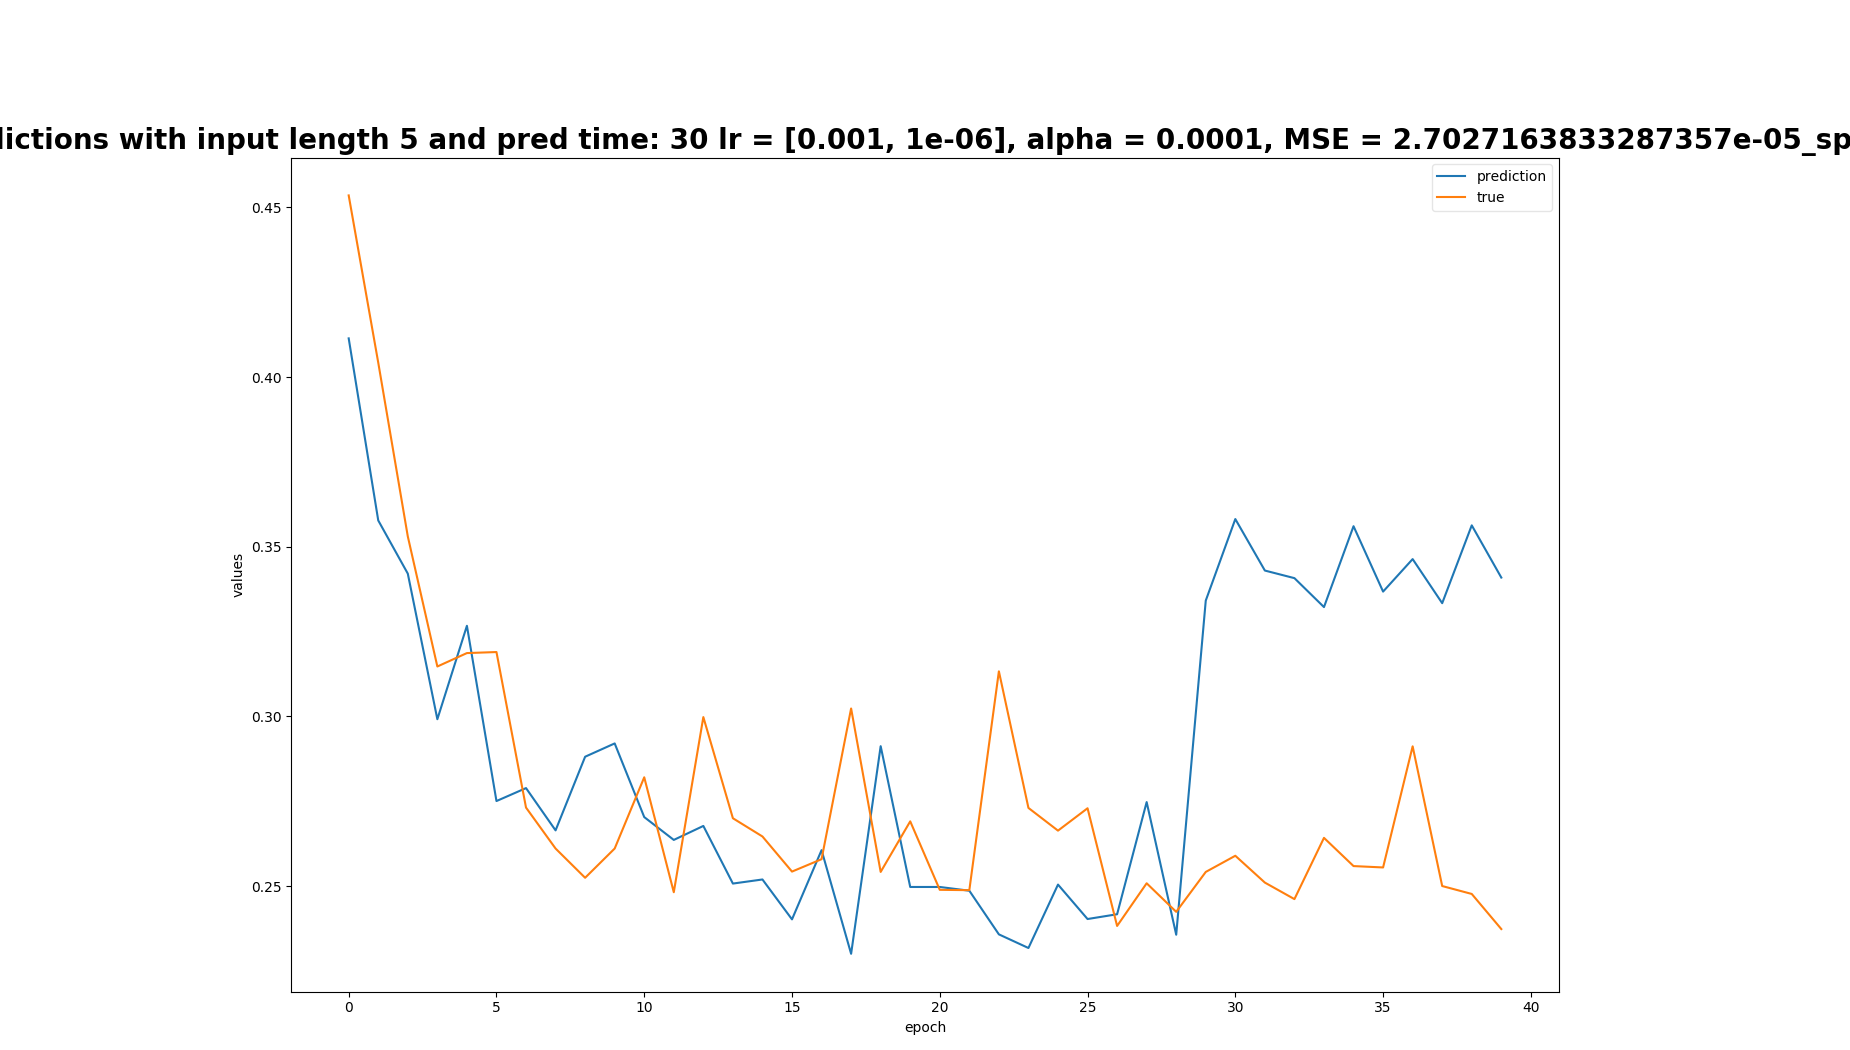 dictions with input length 5 and pred time: 30 lr = [0.001, 1e-06], alpha = 0.0001, MSE = 2.7027163833287357e-05_sp
prediction
true
0.45
0.40
0.35
0.30
0.25
values
0 5 10 15 20 25 30 35 40
epoch